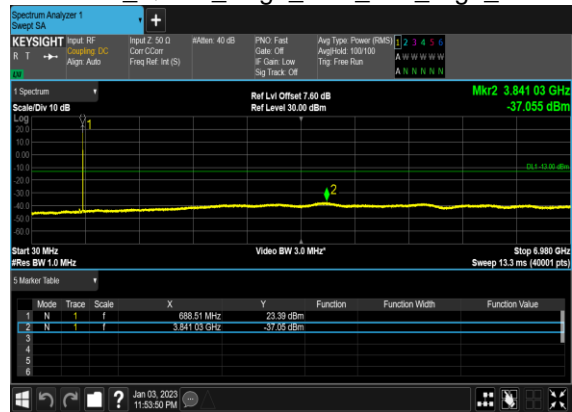 Spectrum Analyzer 1
Swept SA
+
KEYSIGHT Input: RF Input Z: 50 Ω #Atten: 40 dB PNO: Fast Avg Type: Power (RMS) 1 2 3 4 5 6
R T Coupling: DC Corr CCorr Gate: Off Avg|Hold: 100/100 A W W W W W
Align: Auto Freq Ref: Int (S) IF Gain: Low Trig: Free Run
Sig Track: Off A N N N N N
1 Spectrum
Ref Lvl Offset 7.60 dB Mkr2 3.841 03 GHz
Scale/Div 10 dB Ref Level 30.00 dBm -37.055 dBm
Log
20.0
10.0
0.00
-10.0
-20.0
-30.0
-40.0
-50.0
-60.0
1
2
DL1 -13.00 dBm
Start 30 MHz Video BW 3.0 MHz* Stop 6.980 GHz
#Res BW 1.0 MHz Sweep 13.3 ms (40001 pts)
5 Marker Table
Mode Trace Scale X Y Function Function Width Function Value
1 N 1 f 688.51 MHz 23.39 dBm
2 N 1 f 3.841 03 GHz -37.05 dBm
3
4
5
6
?
Jan 03, 2023
11:53:50 PM